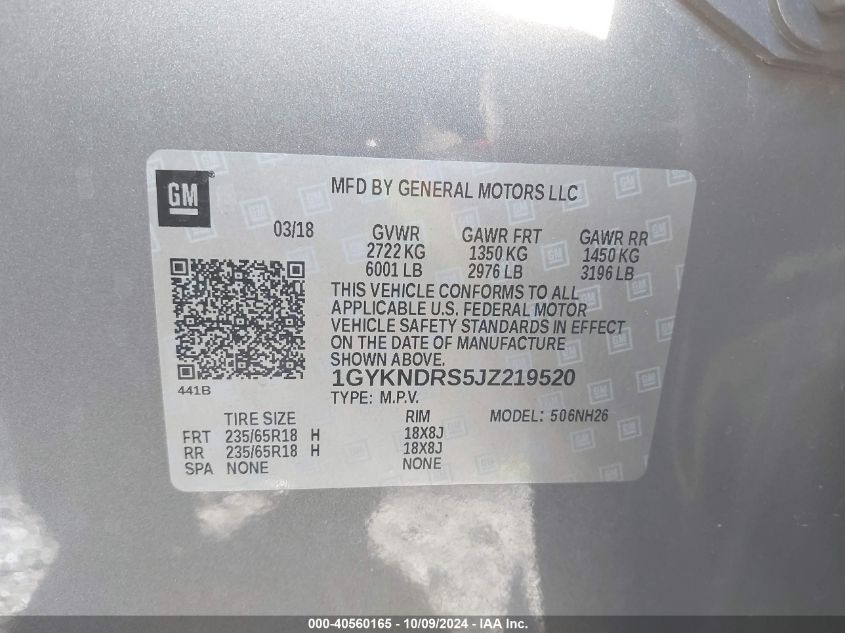 GM
MFD BY GENERAL MOTORS LLC
03/18
GVWR GAWR FRT GAWR RR
2722 KG 1350 KG 1450 KG
6001 LB 2976 LB 3196 LB
THIS VEHICLE CONFORMS TO ALL
APPLICABLE U.S. FEDERAL MOTOR
VEHICLE SAFETY STANDARDS IN EFFECT
ON THE DATE OF MANUFACTURE
SHOWN ABOVE.
1GYKNDRS5JZ219520
441B
TYPE: M.P.V.
TIRE SIZE RIM MODEL: 506NH26
FRT 235/65R18 H 18X8J
RR 235/65R18 H 18X8J
SPA NONE NONE
000-40560165 - 10/09/2024 - IAA Inc.